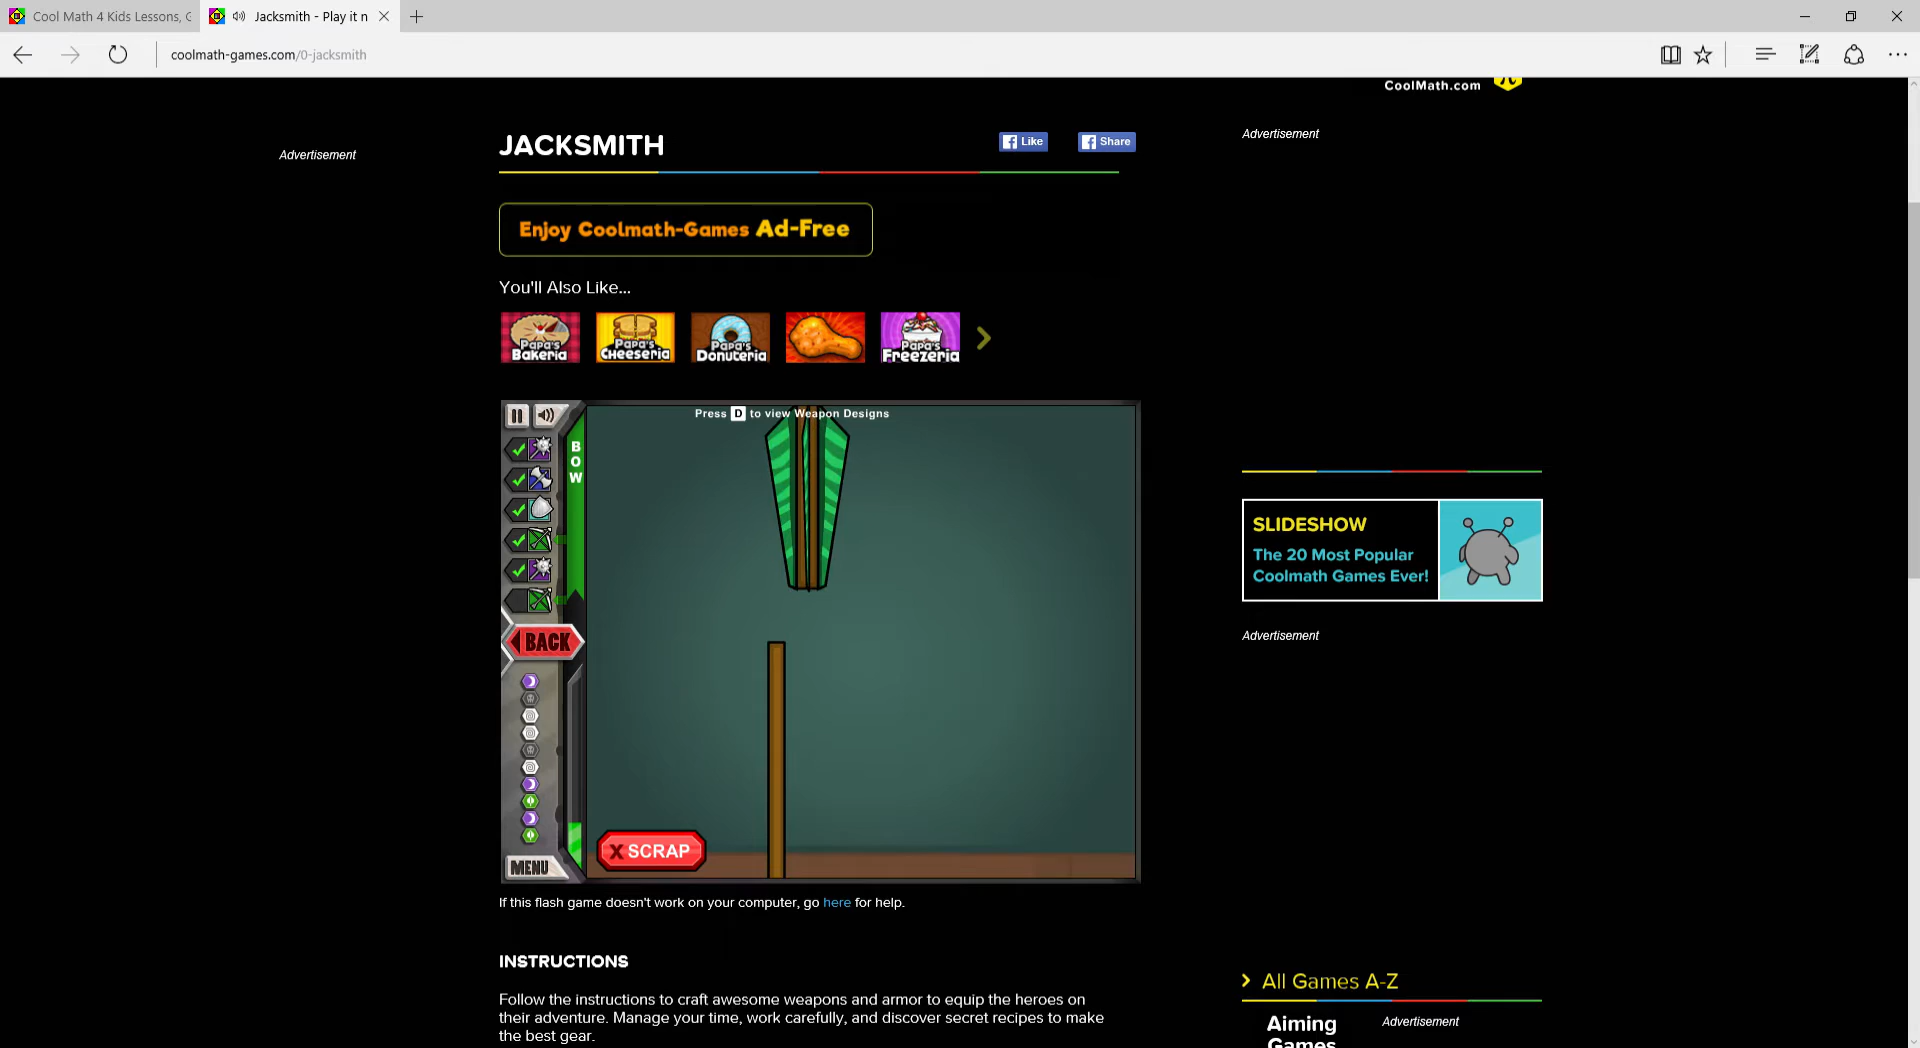 Cool Math 4 Kids Lessons, G
Jacksmith - Play it n
coolmath-games.com/0-jacksmith
CoolMath.com
Advertisement
JACKSMITH
Like
Share
Advertisement
Enjoy Coolmath-Games Ad-Free
You'll Also Like...
Papa's Bakeria
Papa's Cheeseria
Papa's Donuteria
Papa's Freezeria
Press D to view Weapon Designs
BOW
BACK
X SCRAP
MENU
SLIDESHOW
The 20 Most Popular
Coolmath Games Ever!
Advertisement
If this flash game doesn't work on your computer, go here for help.
INSTRUCTIONS
Follow the instructions to craft awesome weapons and armor to equip the heroes on
their adventure. Manage your time, work carefully, and discover secret recipes to make
the best gear.
All Games A-Z
Aiming
Games
Advertisement